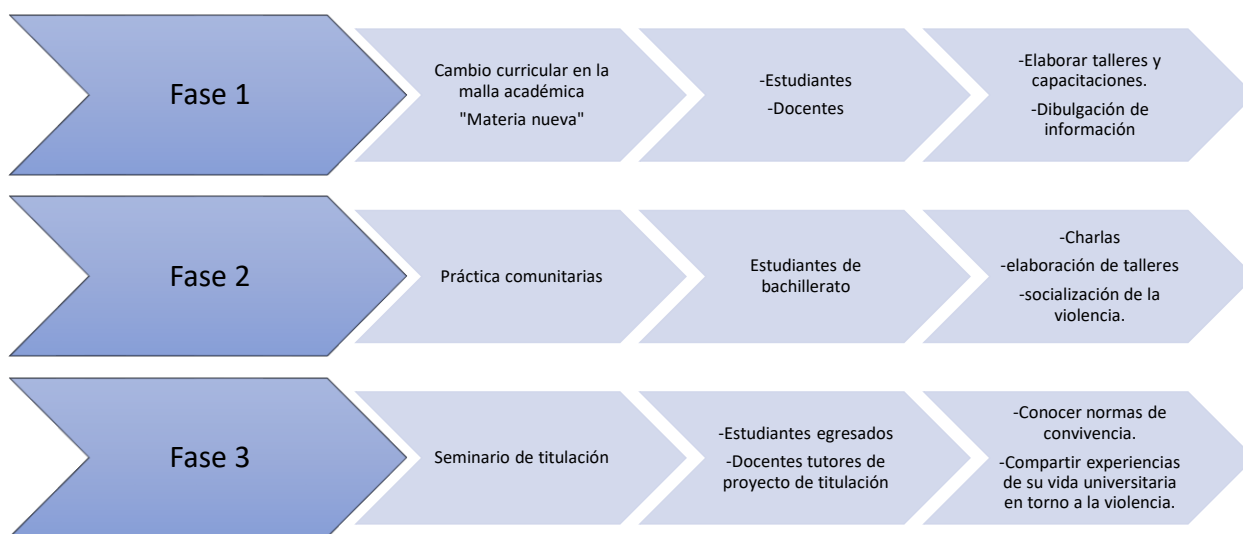 Fase 1
Cambio curricular en la
malla académica
"Materia nueva"
-Estudiantes
-Docentes
-Elaborar talleres y
capacitaciones.
-Dibulgación de
información
Fase 2
Práctica comunitarias
Estudiantes de
bachillerato
-Charlas
-elaboración de talleres
-socialización de la
violencia.
Fase 3
Seminario de titulación
-Estudiantes egresados
-Docentes tutores de
proyecto de titulación
-Conocer normas de
convivencia.
-Compartir experiencias
de su vida universitaria
en torno a la violencia.